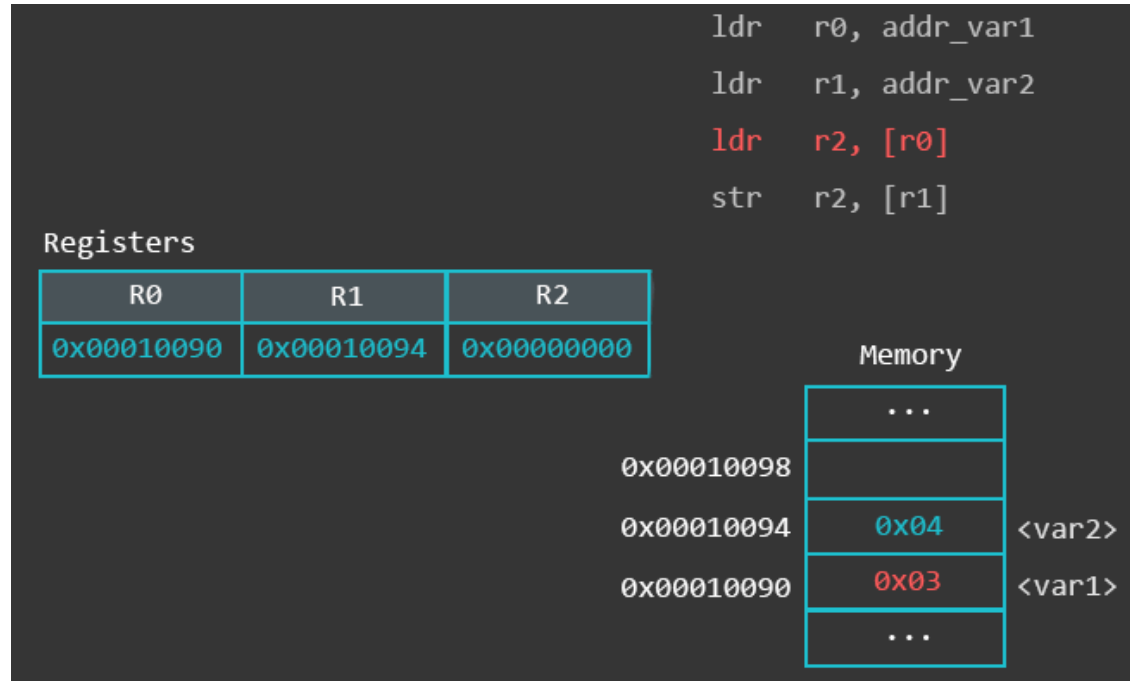 ldr r0, addr_var1
ldr r1, addr_var2
ldr r2, [r0]
str r2, [r1]
Registers
R0 R1 R2
0x00010090 0x00010094 0x00000000
Memory
...
0x00010098
0x00010094 0x04 <var2>
0x00010090 0x03 <var1>
...